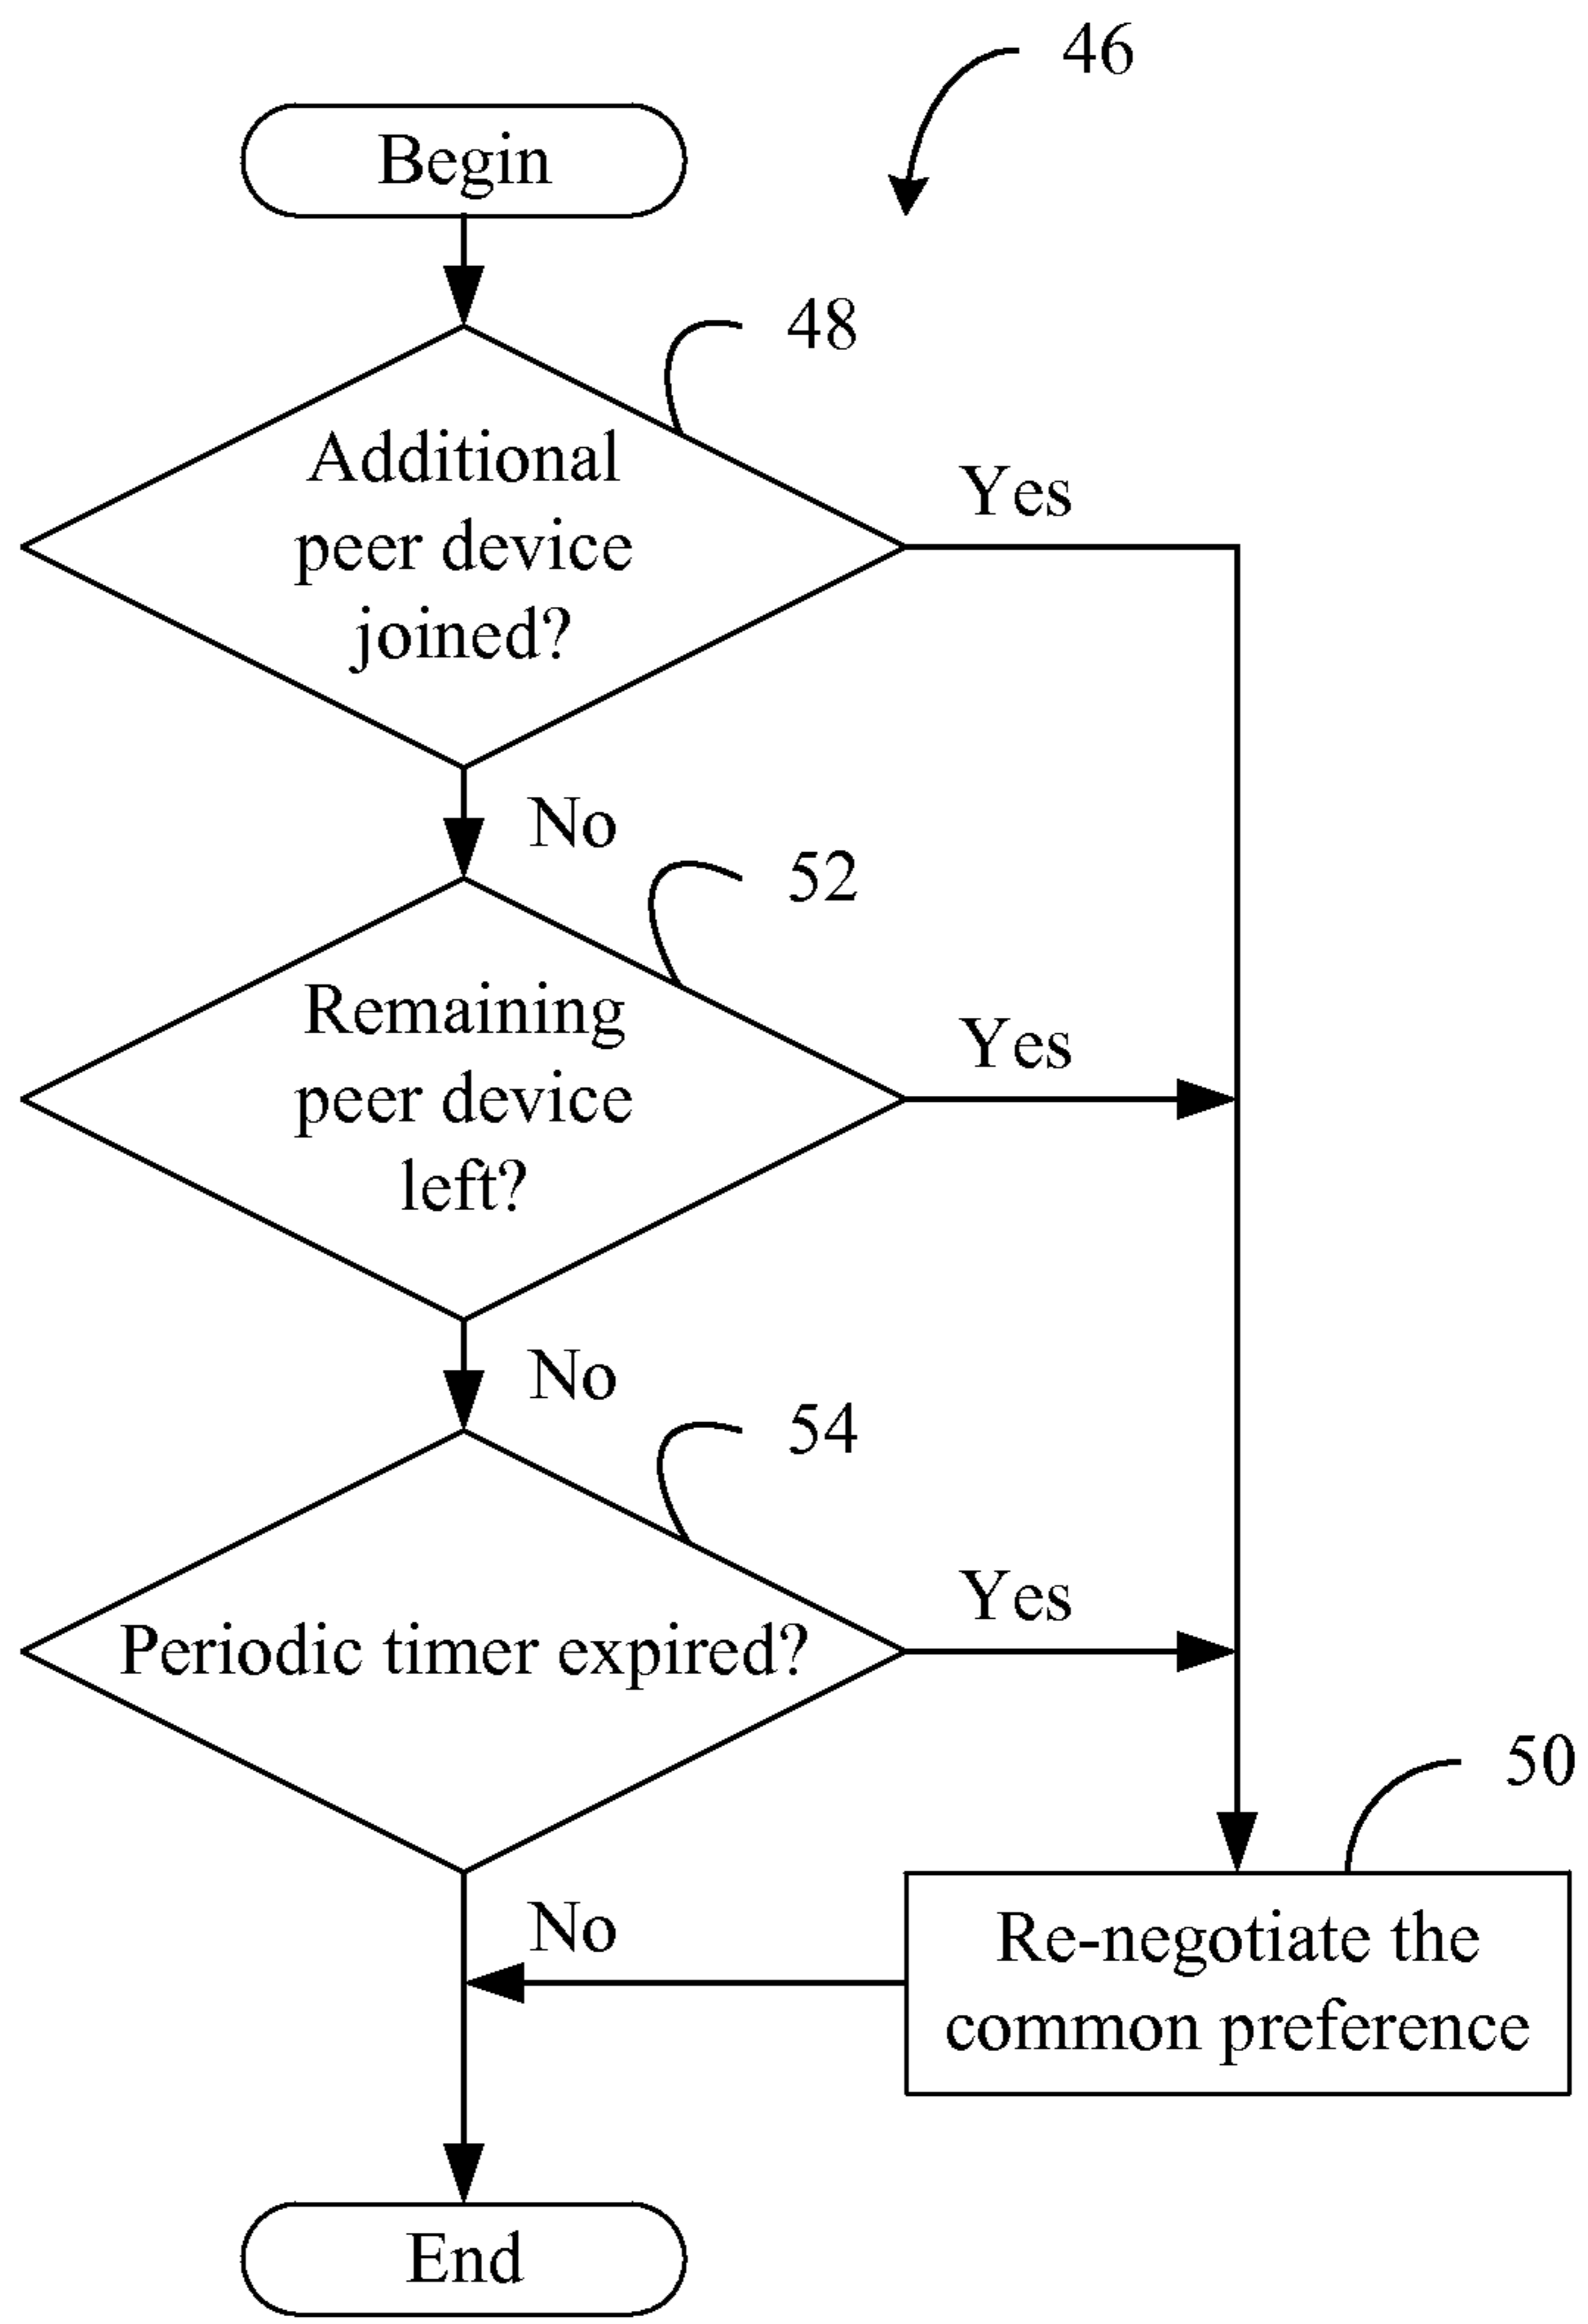 46
Begin
48
Additional
peer device
joined?
Yes
No
52
Remaining
peer device
left?
Yes
No
54
Periodic timer expired?
Yes
50
No
Re-negotiate the
common preference
End